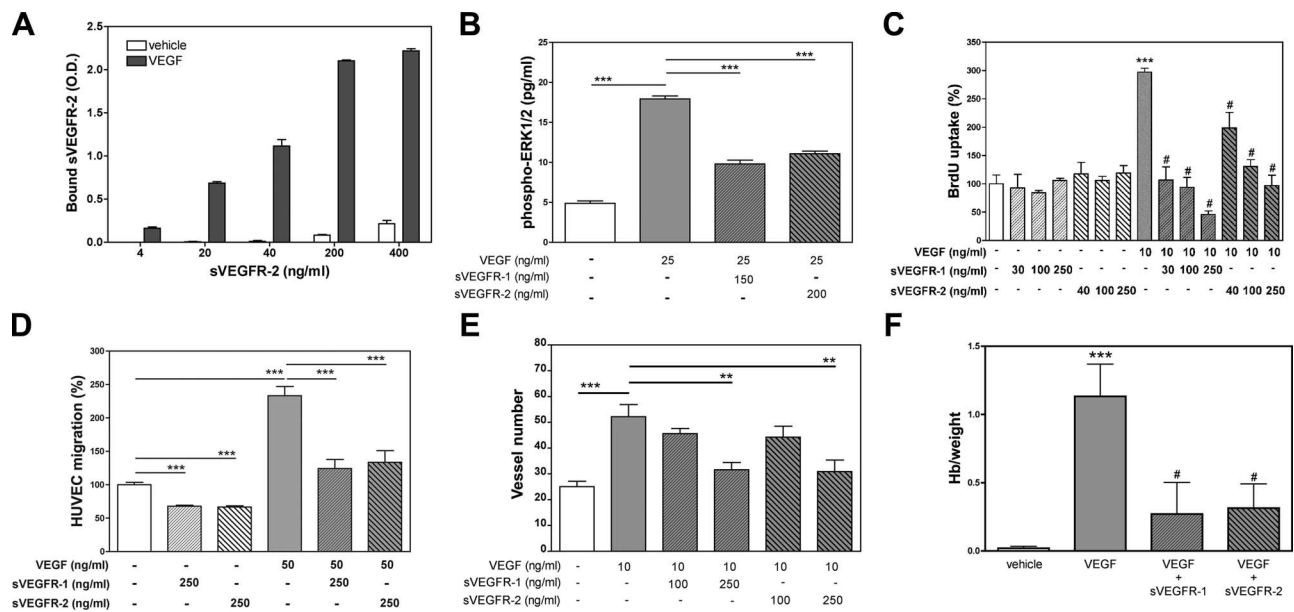 A
vehicle
VEGF
Bound sVEGFR-2 (O.D.)
2.5
2.0
1.5
1.0
0.5
0.0
4 20 40 200 400
sVEGFR-2 (ng/ml)
B
phospho-ERK1/2 (pg/ml)
25
20
15
10
5
0
***
***
***
VEGF (ng/ml) - 25 25 25
sVEGFR-1 (ng/ml) - - 150 -
sVEGFR-2 (ng/ml) - - - 200
C
BrdU uptake (%)
350
300
250
200
150
100
50
0
***
# # # # # #
VEGF (ng/ml) - - - - - - - 10 10 10 10 10 10 10
sVEGFR-1 (ng/ml) - 30 100 250 - - - - 30 100 250 - - -
sVEGFR-2 (ng/ml) - - - - 40 100 250 - - - - 40 100 250
D
HUVEC migration (%)
300
250
200
150
100
50
0
***
***
***
***
***
VEGF (ng/ml) - - - 50 50 50
sVEGFR-1 (ng/ml) - 250 - - 250 -
sVEGFR-2 (ng/ml) - - 250 - - 250
E
Vessel number
80
70
60
50
40
30
20
10
0
***
**
**
VEGF (ng/ml) - 10 10 10 10 10
sVEGFR-1 (ng/ml) - - 100 250 - -
sVEGFR-2 (ng/ml) - - - - 100 250
F
Hb/weight
1.5
1.0
0.5
0.0
***
# #
vehicle VEGF VEGF VEGF
+ +
sVEGFR-1 sVEGFR-2